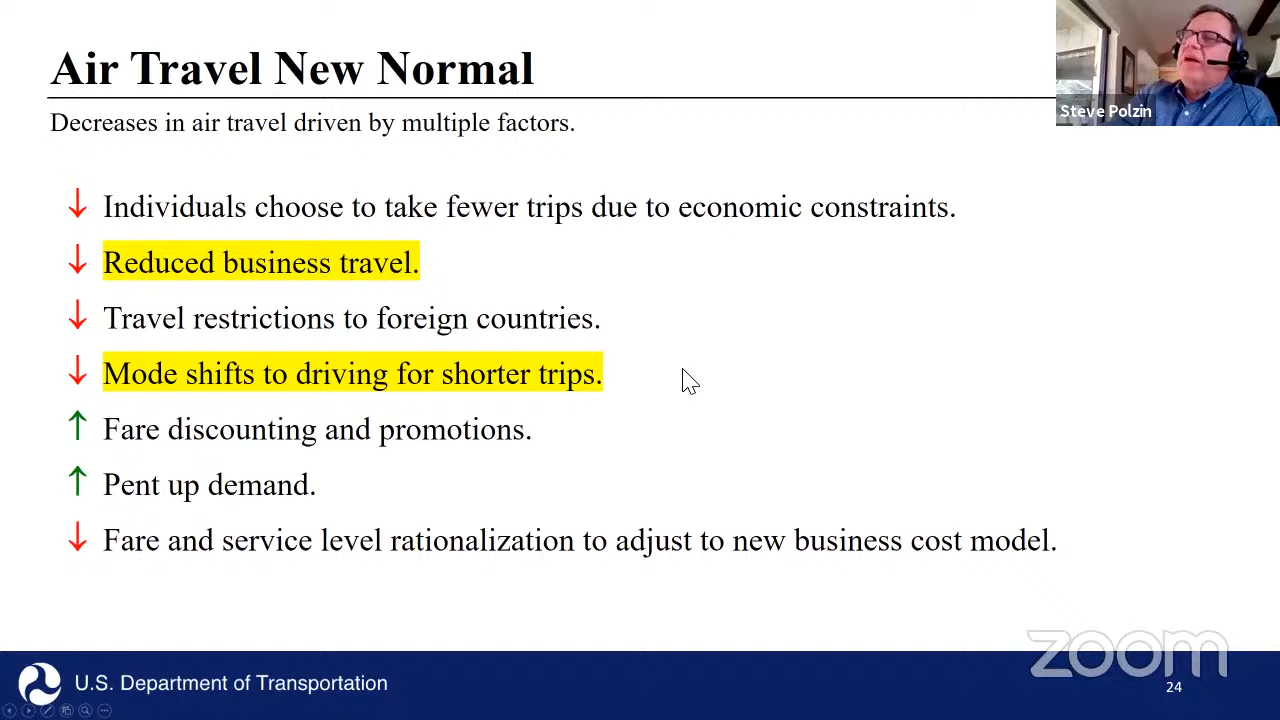 Air Travel New Normal
Decreases in air travel driven by multiple factors.
Steve Polzin
↓ Individuals choose to take fewer trips due to economic constraints.
↓ Reduced business travel.
↓ Travel restrictions to foreign countries.
↓ Mode shifts to driving for shorter trips.
↑ Fare discounting and promotions.
↑ Pent up demand.
↓ Fare and service level rationalization to adjust to new business cost model.
zoom
U.S. Department of Transportation
24